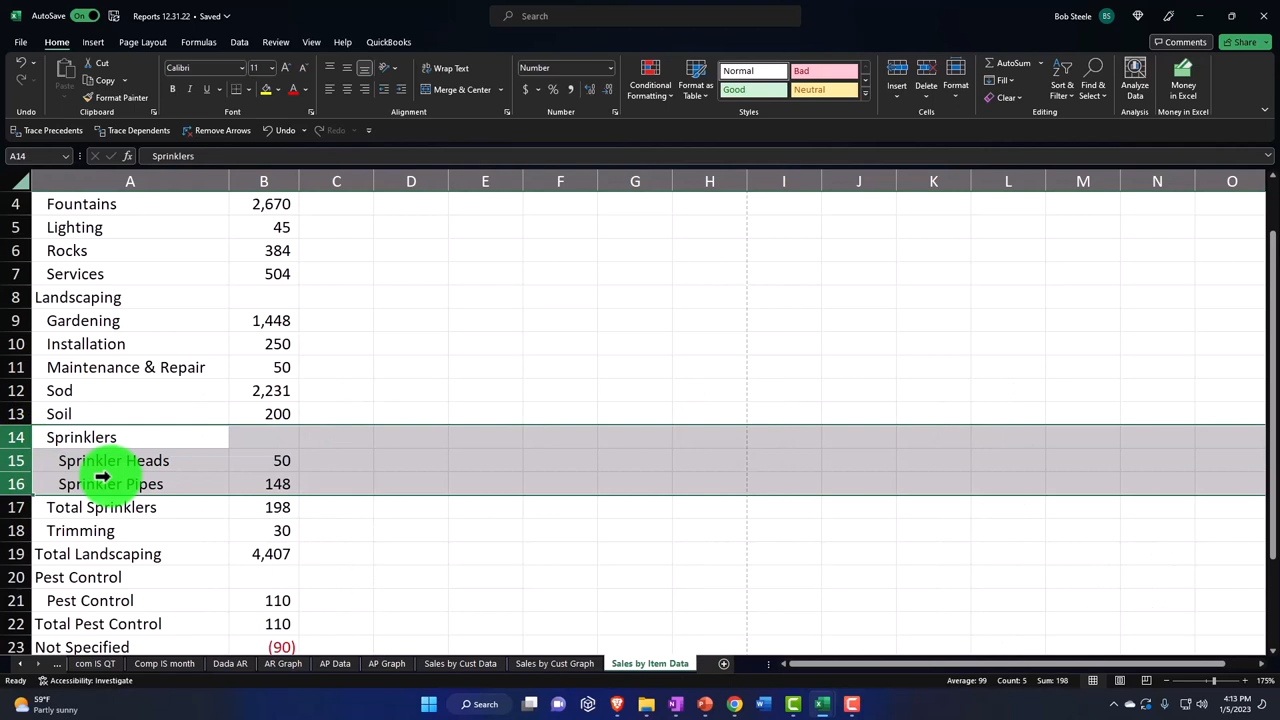 AutoSave On Reports 12.31.22 • Saved Search Bob Steele BS
File Home Insert Page Layout Formulas Data Review View Help QuickBooks Comments Share
Paste Cut Copy Format Painter Calibri 11 B I U Wrap Text Merge & Center Number $ % Conditional Formatting Format as Table Normal Bad Good Neutral Insert Delete Format AutoSum Fill Clear Sort & Filter Find & Select Analyze Data Money in Excel
Undo Clipboard Font Alignment Number Styles Cells Editing Analysis Money in Excel
Trace Precedents Trace Dependents Remove Arrows Undo Redo
A14 fx Sprinklers
A B C D E F G H I J K L M N O
4 Fountains 2,670
5 Lighting 45
6 Rocks 384
7 Services 504
8 Landscaping
9 Gardening 1,448
10 Installation 250
11 Maintenance & Repair 50
12 Sod 2,231
13 Soil 200
14 Sprinklers
15 Sprinkler Heads 50
16 Sprinkler Pipes 148
17 Total Sprinklers 198
18 Trimming 30
19 Total Landscaping 4,407
20 Pest Control
21 Pest Control 110
22 Total Pest Control 110
23 Not Specified (90)
... com IS QT Comp IS month Dada AR AR Graph AP Data AP Graph Sales by Cust Data Sales by Cust Graph Sales by Item Data
Ready Accessibility: Investigate Average: 99 Count: 5 Sum: 198 175%
59°F Partly sunny Search 4:13 PM 1/5/2023